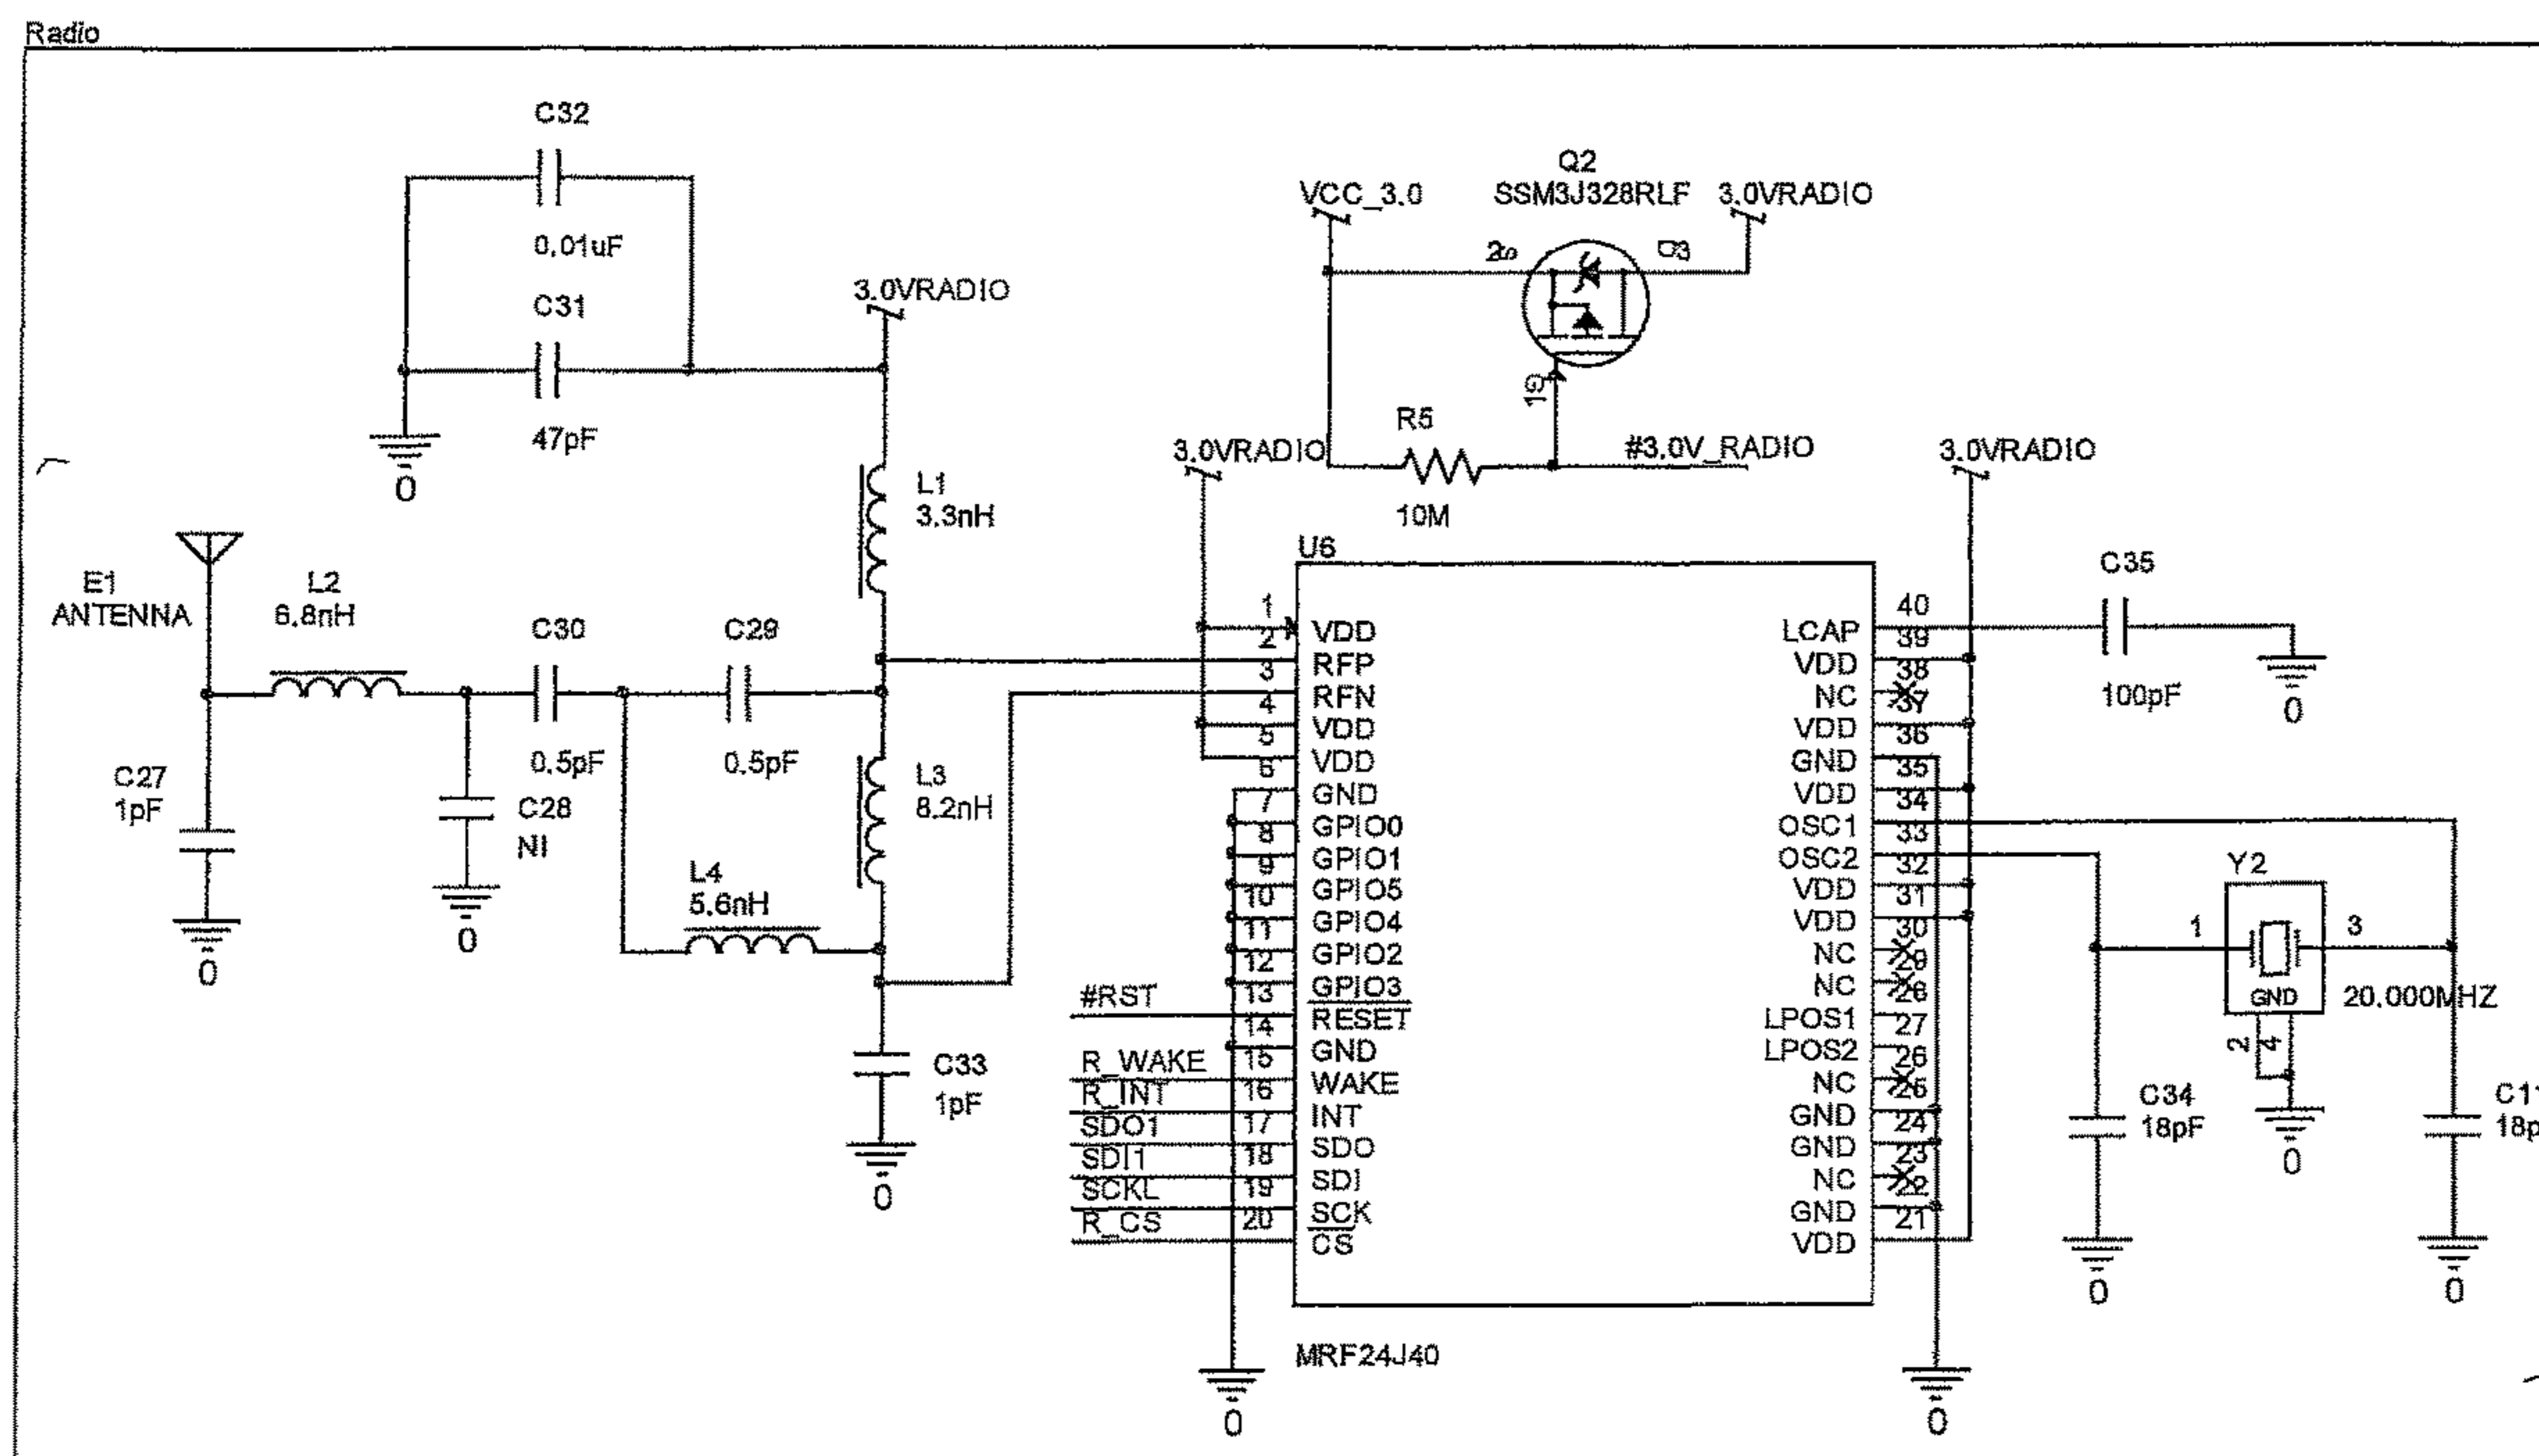 Radio
C32
0.01uF
C31
47pF
0
3.0VRADIO
L1
3.3nH
E1
ANTENNA
L2
6.8nH
C30
0.5pF
C29
0.5pF
C27
1pF
0
C28
NI
0
L3
8.2nH
L4
5.6nH
C33
1pF
0
Q2
SSM3J328RLF
VCC_3.0
3.0VRADIO
2S
D3
1G
R5
10M
#3.0V_RADIO
3.0VRADIO
3.0VRADIO
U6
1 VDD
2 RFP
3 RFN
4 VDD
5 VDD
6 GND
7 GPIO0
8 GPIO1
9 GPIO5
10 GPIO4
11 GPIO2
12 GPIO3
#RST 13 RESET
14 GND
R_WAKE 15 WAKE
R_INT 16 INT
SDO1 17 SDO
SDI1 18 SDI
SCKL 19 SCK
R_CS 20 CS
LCAP 40
VDD 39
NC 38
VDD 37
GND 36
VDD 35
OSC1 34
OSC2 33
VDD 32
VDD 31
NC 30
NC 29
LPOS1 28
LPOS2 27
NC 26
GND 25
GND 24
NC 23
GND 22
VDD 21
MRF24J40
0
0
C35
100pF
0
Y2
1
3
GND
20.000MHZ
2
4
0
C34
18pF
0
C11
18p
0